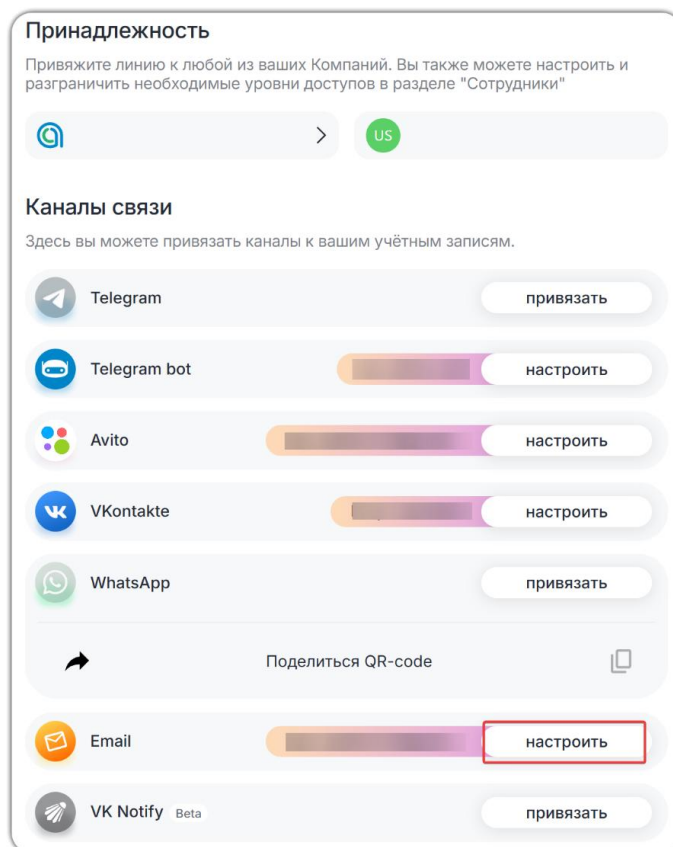 Принадлежность
Привяжите линию к любой из ваших Компаний. Вы также можете настроить и
разграничить необходимые уровни доступов в разделе "Сотрудники"
US
Каналы связи
Здесь вы можете привязать каналы к вашим учётным записям.
Telegram привязать
Telegram bot настроить
Avito настроить
VKontakte настроить
WhatsApp привязать
Поделиться QR-code
Email настроить
VK Notify Beta привязать